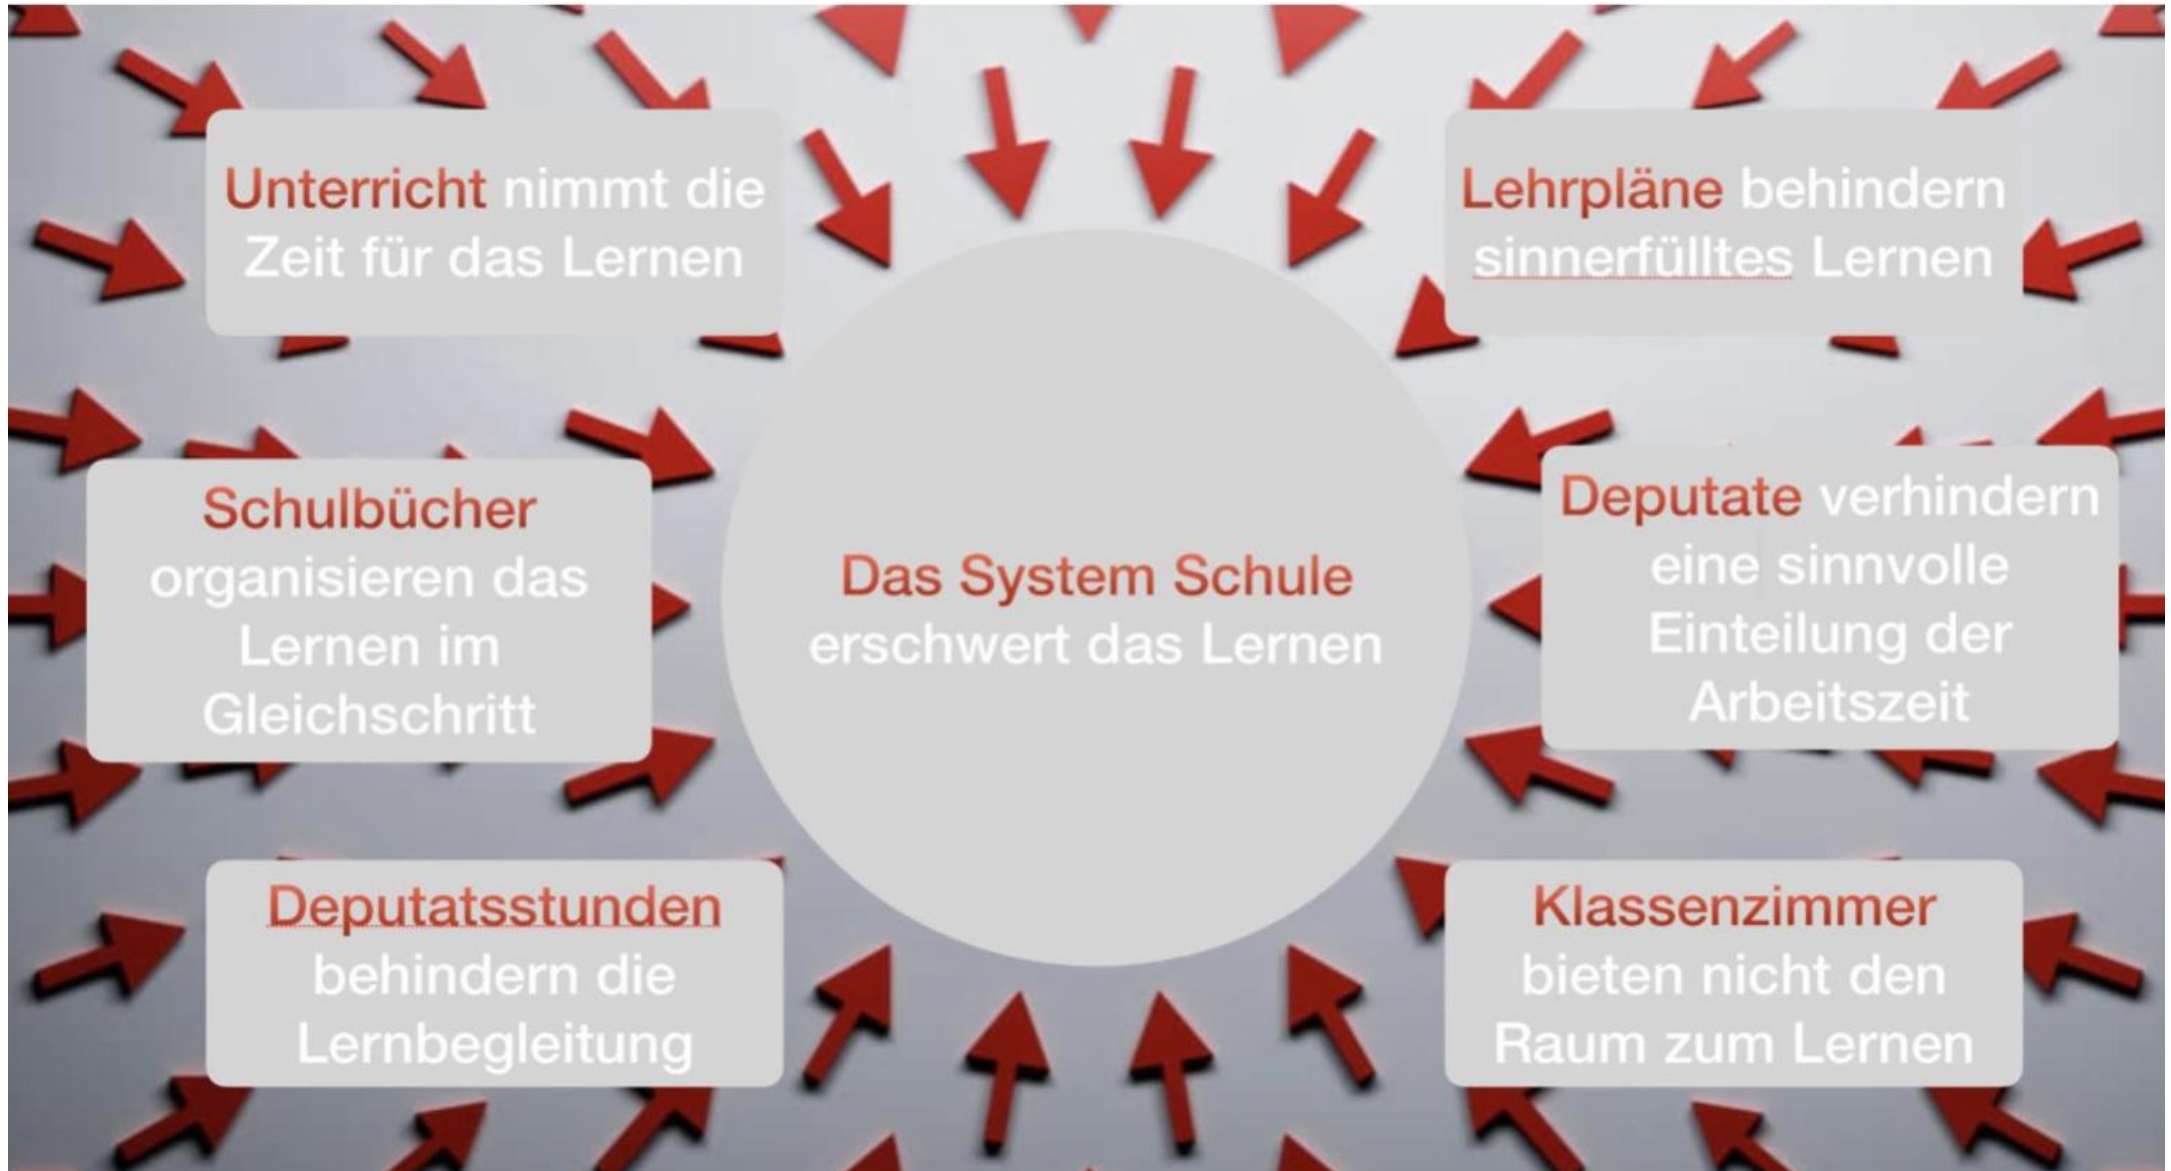 Unterricht nimmt die
Zeit für das Lernen
Lehrpläne behindern
sinnerfülltes Lernen
Schulbücher
organisieren das
Lernen im
Gleichschritt
Das System Schule
erschwert das Lernen
Deputate verhindern
eine sinnvolle
Einteilung der
Arbeitszeit
Deputatsstunden
behindern die
Lernbegleitung
Klassenzimmer
bieten nicht den
Raum zum Lernen